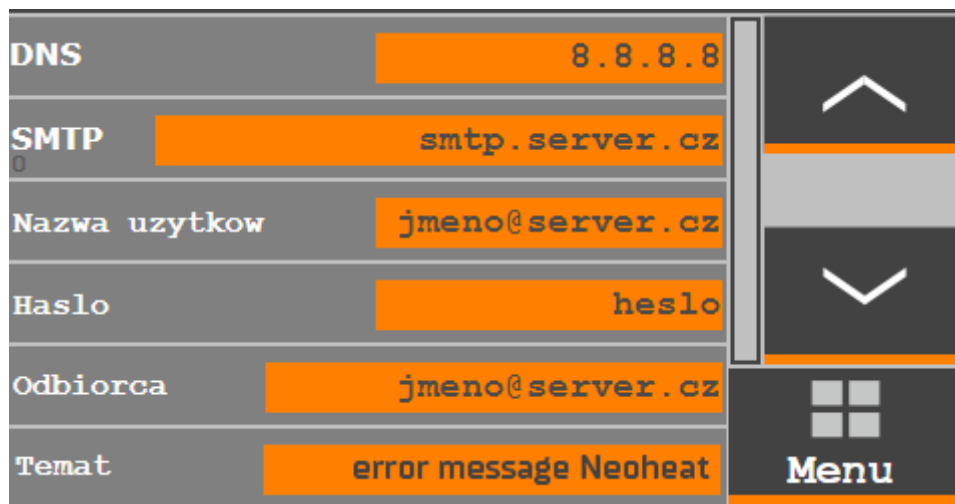 DNS 8.8.8.8
SMTP smtp.server.cz
0
Nazwa uzytkow jmeno@server.cz
Haslo heslo
Odbiorca jmeno@server.cz
Temat error message Neoheat
Menu